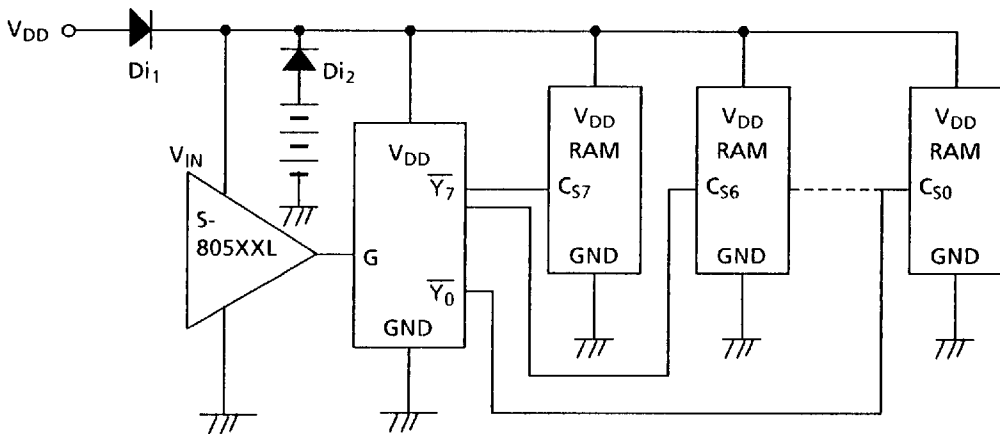 VDD
Di1
Di2
VIN
S-
805XXL
VDD
G
Y7
Y0
GND
VDD
RAM
CS7
GND
VDD
RAM
CS6
GND
VDD
RAM
CS0
GND